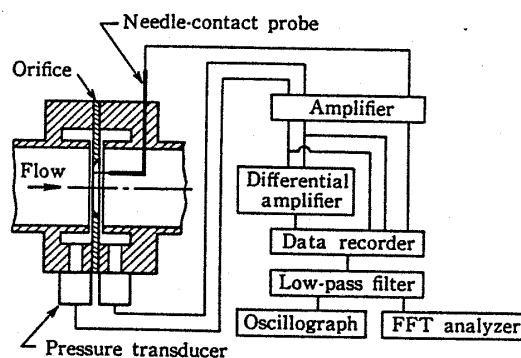 Needle-contact probe
Orifice
Amplifier
Flow
Differential
amplifier
Data recorder
Low-pass filter
Oscillograph
FFT analyzer
Pressure transducer